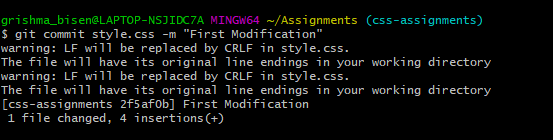 grishma_bisen@LAPTOP-NSJIDC7A MINGW64 ~/Assignments (css-assignments)
$ git commit style.css -m "First Modification"
warning: LF will be replaced by CRLF in style.css.
The file will have its original line endings in your working directory
warning: LF will be replaced by CRLF in style.css.
The file will have its original line endings in your working directory
[css-assignments 2f5af0b] First Modification
 1 file changed, 4 insertions(+)